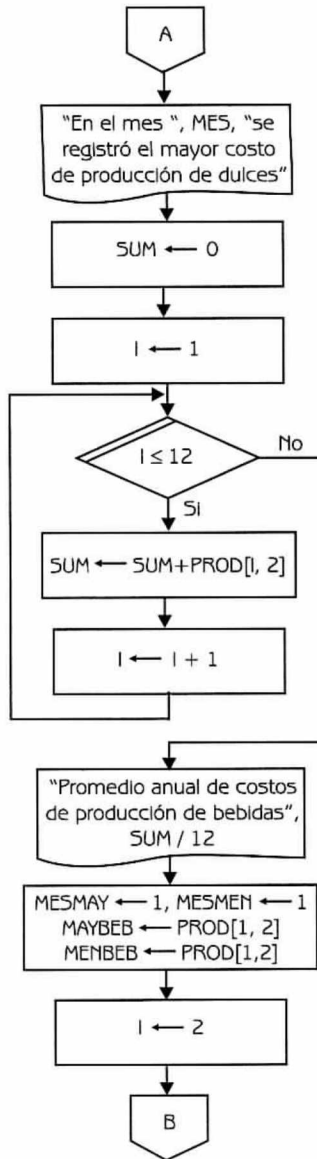 A
“En el mes “, MES, “se
registró el mayor costo
de producción de dulces”
SUM ← 0
I ← 1
I ≤ 12
No
Si
SUM ← SUM+PROD[I, 2]
I ← I + 1
“Promedio anual de costos
de producción de bebidas”,
SUM / 12
MESMAY ← 1, MESMEN ← 1
MAYBEB ← PROD[1, 2]
MENBEB ← PROD[1,2]
I ← 2
B